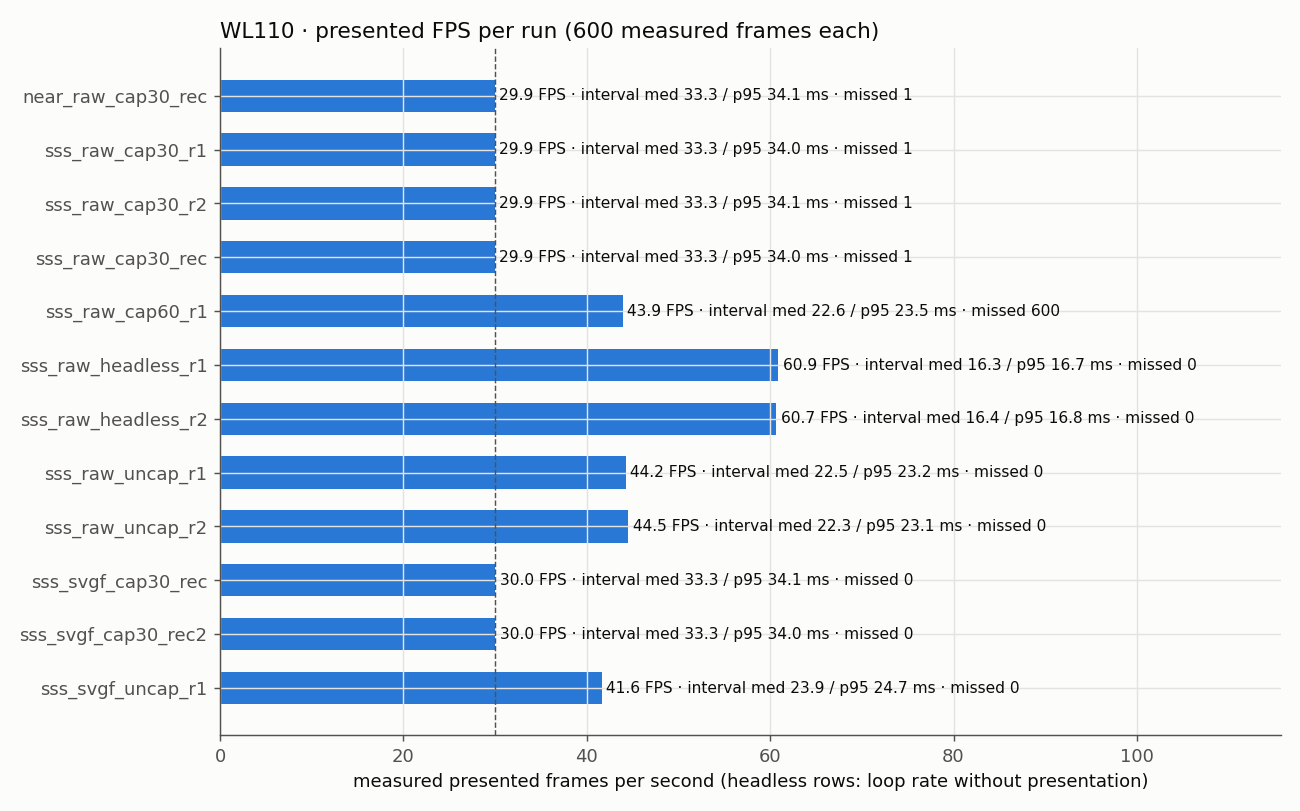 WL110 · presented FPS per run (600 measured frames each)
near_raw_cap30_rec 29.9 FPS · interval med 33.3 / p95 34.1 ms · missed 1
sss_raw_cap30_r1 29.9 FPS · interval med 33.3 / p95 34.0 ms · missed 1
sss_raw_cap30_r2 29.9 FPS · interval med 33.3 / p95 34.1 ms · missed 1
sss_raw_cap30_rec 29.9 FPS · interval med 33.3 / p95 34.0 ms · missed 1
sss_raw_cap60_r1 43.9 FPS · interval med 22.6 / p95 23.5 ms · missed 600
sss_raw_headless_r1 60.9 FPS · interval med 16.3 / p95 16.7 ms · missed 0
sss_raw_headless_r2 60.7 FPS · interval med 16.4 / p95 16.8 ms · missed 0
sss_raw_uncap_r1 44.2 FPS · interval med 22.5 / p95 23.2 ms · missed 0
sss_raw_uncap_r2 44.5 FPS · interval med 22.3 / p95 23.1 ms · missed 0
sss_svgf_cap30_rec 30.0 FPS · interval med 33.3 / p95 34.1 ms · missed 0
sss_svgf_cap30_rec2 30.0 FPS · interval med 33.3 / p95 34.0 ms · missed 0
sss_svgf_uncap_r1 41.6 FPS · interval med 23.9 / p95 24.7 ms · missed 0
0 20 40 60 80 100
measured presented frames per second (headless rows: loop rate without presentation)